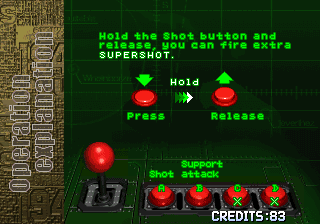 Operation
explanation
Hold the Shot button and
release, you can fire extra
SUPERSHOT.
Hold
Press
Release
Support
Shot attack
A
B
C
D
CREDITS:83